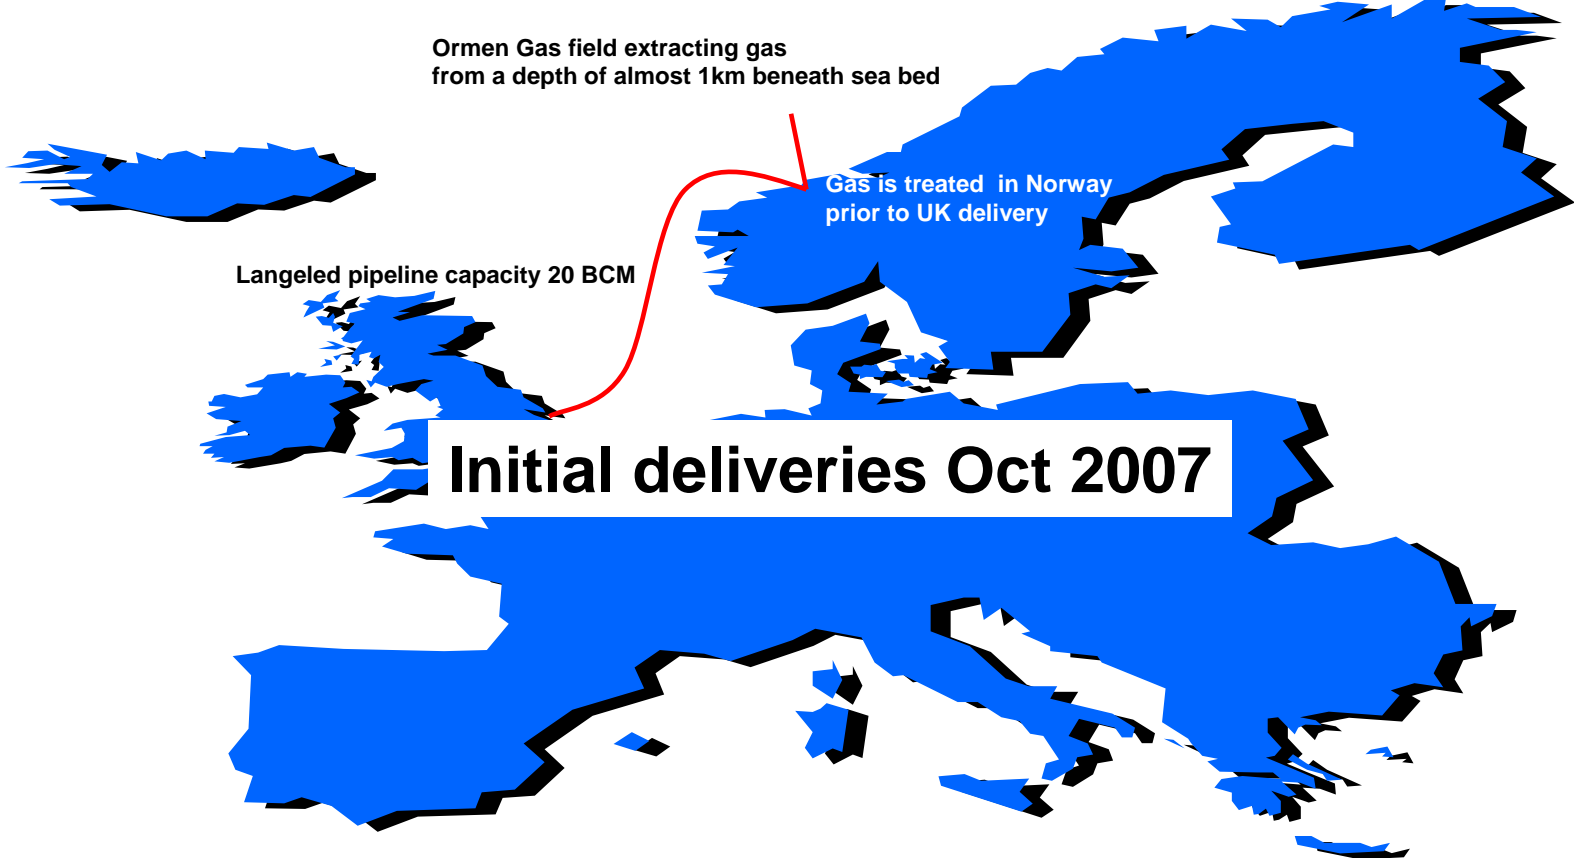 Ormen Gas field extracting gas
from a depth of almost 1km beneath sea bed
Gas is treated in Norway
prior to UK delivery
Langeled pipeline capacity 20 BCM
Initial deliveries Oct 2007